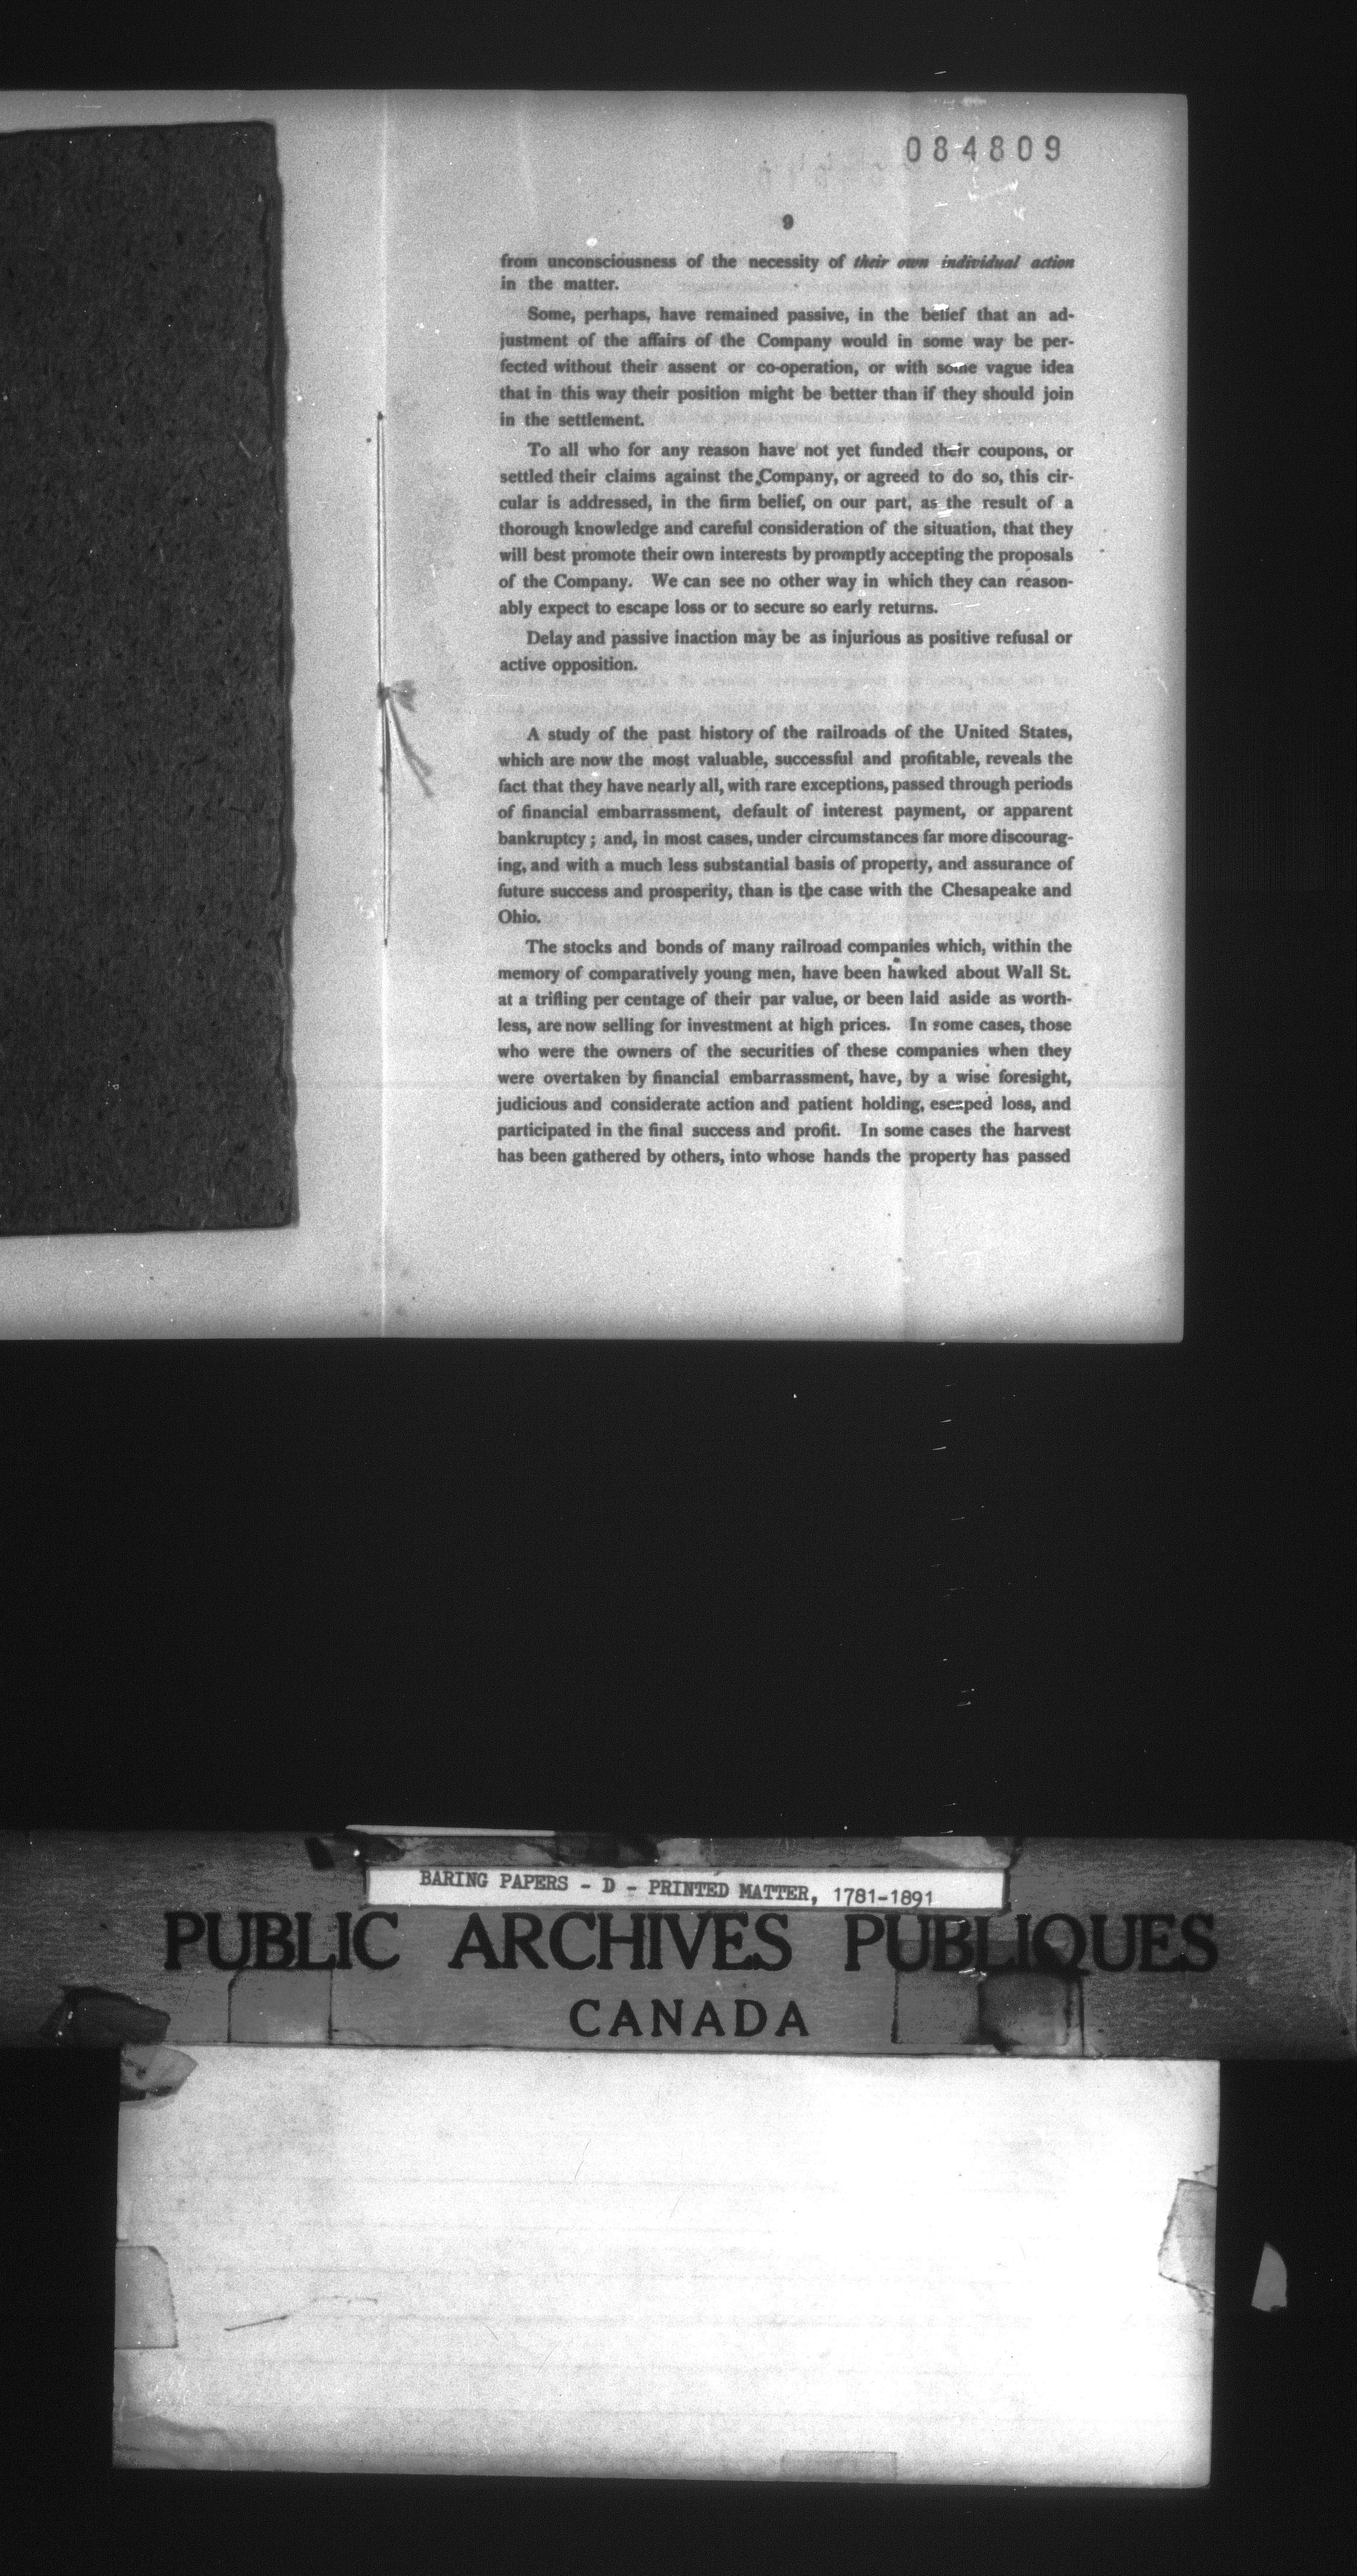 084809
9
from unconsciousness of the necessity of their own individual action
in the matter.
Some, perhaps, have remained passive, in the belief that an ad-
justment of the affairs of the Company would in some way be per-
fected without their assent or co-operation, or with some vague idea
that in this way their position might be better than if they should join
in the settlement.
To all who for any reason have not yet funded their coupons, or
settled their claims against the Company, or agreed to do so, this cir-
cular is addressed, in the firm belief, on our part, as the result of a
thorough knowledge and careful consideration of the situation, that they
will best promote their own interests by promptly accepting the proposals
of the Company. We can see no other way in which they can reason-
ably expect to escape loss or to secure so early returns.
Delay and passive inaction may be as injurious as positive refusal or
active opposition.
A study of the past history of the railroads of the United States,
which are now the most valuable, successful and profitable, reveals the
fact that they have nearly all, with rare exceptions, passed through periods
of financial embarrassment, default of interest payment, or apparent
bankruptcy ; and, in most cases, under circumstances far more discourag-
ing, and with a much less substantial basis of property, and assurance of
future success and prosperity, than is the case with the Chesapeake and
Ohio.
The stocks and bonds of many railroad companies which, within the
memory of comparatively young men, have been hawked about Wall St.
at a trifling per centage of their par value, or been laid aside as worth-
less, are now selling for investment at high prices. In some cases, those
who were the owners of the securities of these companies when they
were overtaken by financial embarrassment, have, by a wise foresight,
judicious and considerate action and patient holding, escaped loss, and
participated in the final success and profit. In some cases the harvest
has been gathered by others, into whose hands the property has passed
BARING PAPERS - D - PRINTED MATTER, 1781-1891
PUBLIC ARCHIVES PUBLIQUES
CANADA